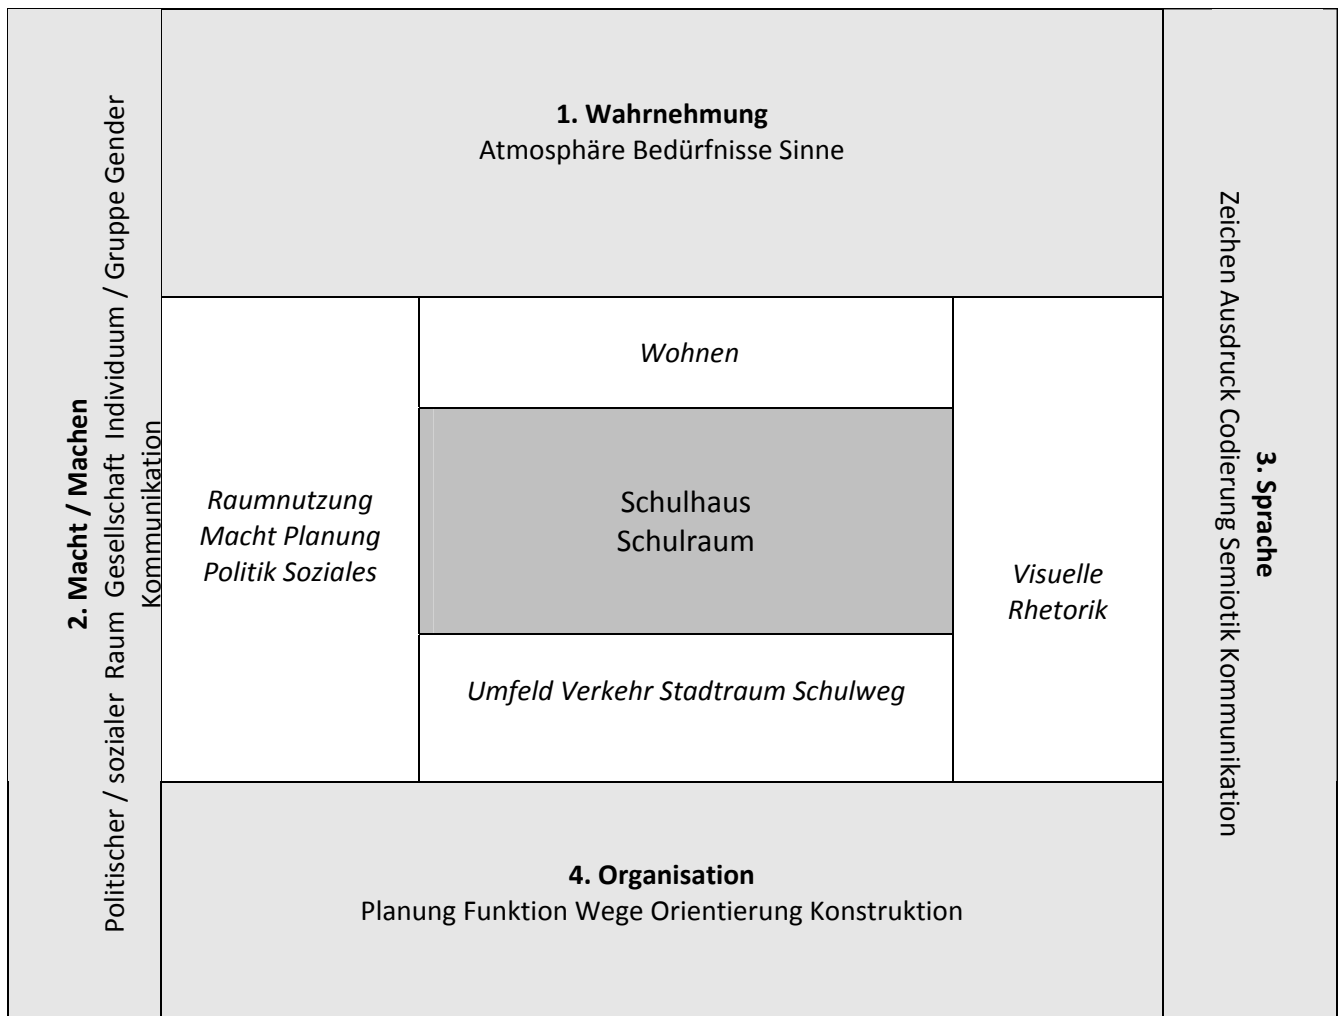 1. Wahrnehmung
Atmosphäre Bedürfnisse Sinne
2. Macht / Machen
Politischer / sozialer Raum Gesellschaft Individuum / Gruppe Gender
Kommunikation
Wohnen
Raumnutzung
Macht Planung
Politik Soziales
Schulhaus
Schulraum
Visuelle
Rhetorik
Umfeld Verkehr Stadtraum Schulweg
3. Sprache
Zeichen Ausdruck Codierung Semiotik Kommunikation
4. Organisation
Planung Funktion Wege Orientierung Konstruktion